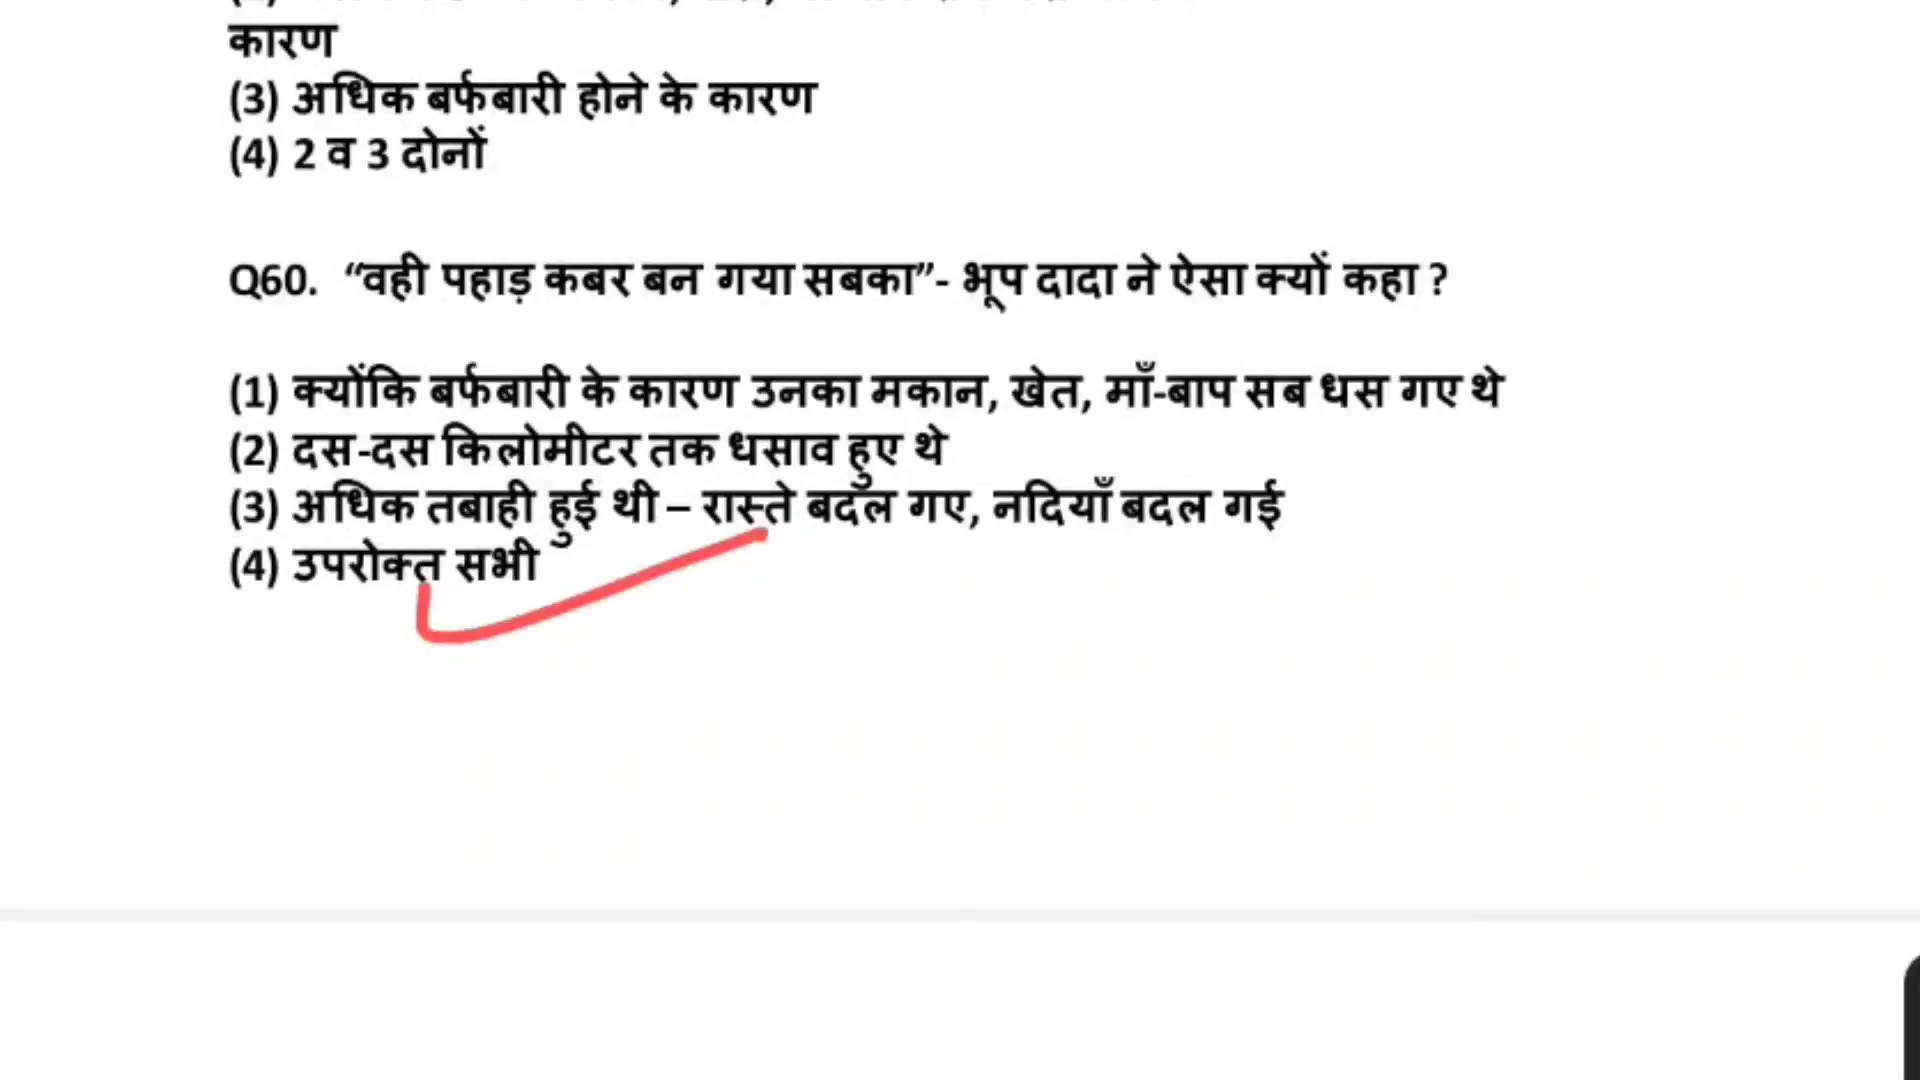 कारण
(3) अधिक बर्फबारी होने के कारण
(4) 2 व 3 दोनों
Q60. “वही पहाड़ कबर बन गया सबका”- भूप दादा ने ऐसा क्यों कहा ?
(1) क्योंकि बर्फबारी के कारण उनका मकान, खेत, माँ-बाप सब धस गए थे
(2) दस-दस किलोमीटर तक धसाव हुए थे
(3) अधिक तबाही हुई थी – रास्ते बदल गए, नदियाँ बदल गई
(4) उपरोक्त सभी